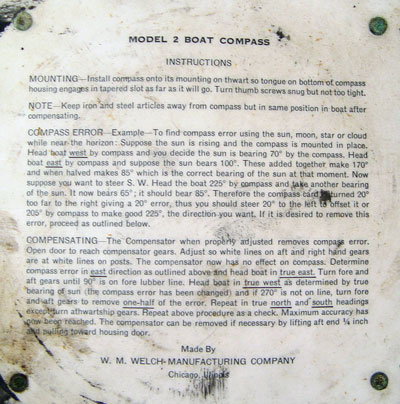 MODEL 2 BOAT COMPASS
INSTRUCTIONS
MOUNTING—Install compass onto its mounting on thwart so tongue on bottom of compass
housing engages in tapered slot as far as it will go. Turn thumb screws snug but not too tight.
NOTE—Keep iron and steel articles away from compass but in same position in boat after
compensating.
COMPASS ERROR—Example—To find compass error using the sun, moon, star or cloud
while near the horizon: Suppose the sun is rising and the compass is mounted in place.
Head boat west by compass and you decide the sun is bearing 70° by the compass. Head
boat east by compass and suppose the sun bears 100°. These added together make 170°
and when halved makes 85° which is the correct bearing of the sun at that moment. Now
suppose you want to steer S. W. Head the boat 225° by compass and take another bearing
of the sun. It now bears 65°; it should bear 85°. Therefore the compass card is turned 20°
too far to the right giving a 20° error, thus you should steer 20° to the left to offset it or
205° by compass to make good 225°, the direction you want. If it is desired to remove this
error, proceed as outlined below.
COMPENSATING—The Compensator when properly adjusted removes compass error.
Open door to reach compensator gears. Adjust so white lines on aft and right hand gears
are at white lines on posts. The compensator now has no effect on compass. Determine
compass error in east direction as outlined above and head boat in true east. Turn fore and
aft gears until 90° is on fore lubber line. Head boat in true west as determined by true
bearing of sun (the compass error has been changed) and if 270° is not on line, turn fore
and aft gears to remove one-half of the error. Repeat in true north and south headings
except turn athwartship gears. Repeat above procedure as a check. Maximum accuracy has
now been reached. The compensator can be removed if necessary by lifting aft end ¼ inch
and pulling toward housing door.
Made By
W. M. WELCH MANUFACTURING COMPANY
Chicago, Illinois